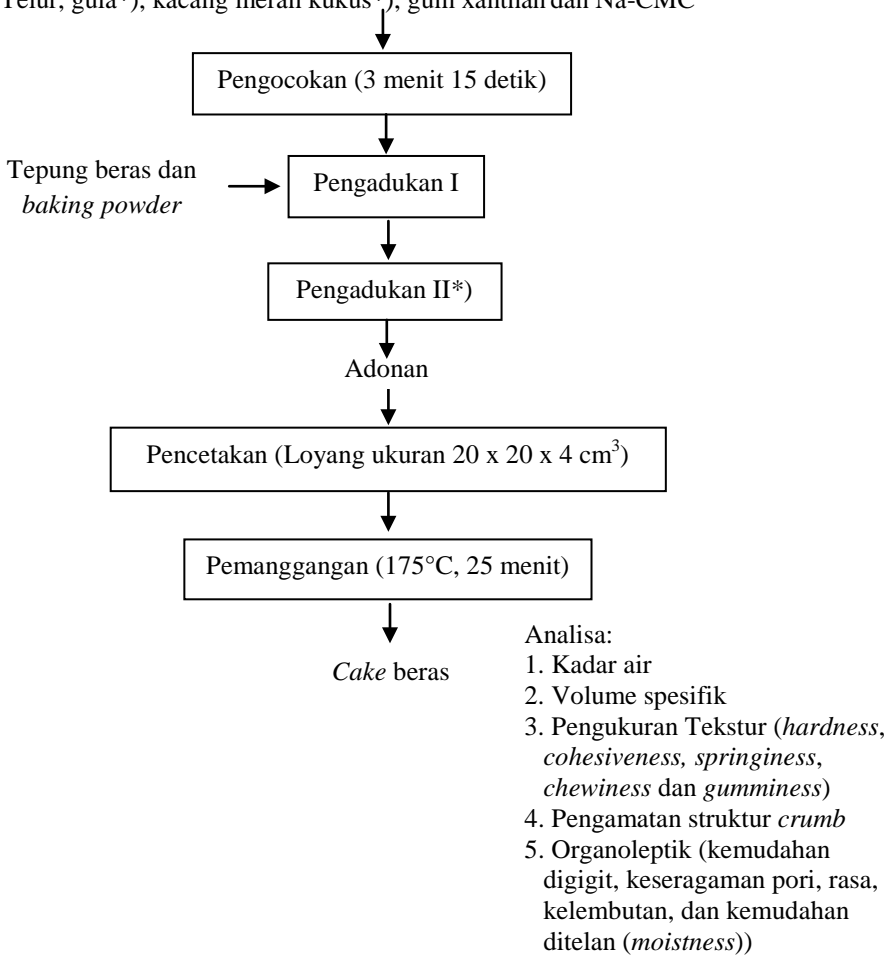 Telur, gula*), kacang merah kukus*), gum xanthan dan Na-CMC
Pengocokan (3 menit 15 detik)
Tepung beras dan
baking powder
Pengadukan I
Pengadukan II*)
Adonan
Pencetakan (Loyang ukuran 20 x 20 x 4 cm³)
Pemanggangan (175°C, 25 menit)
Cake beras
Analisa:
1. Kadar air
2. Volume spesifik
3. Pengukuran Tekstur (hardness,
cohesiveness, springiness,
chewiness dan gumminess)
4. Pengamatan struktur crumb
5. Organoleptik (kemudahan
digigit, keseragaman pori, rasa,
kelembutan, dan kemudahan
ditelan (moistness))